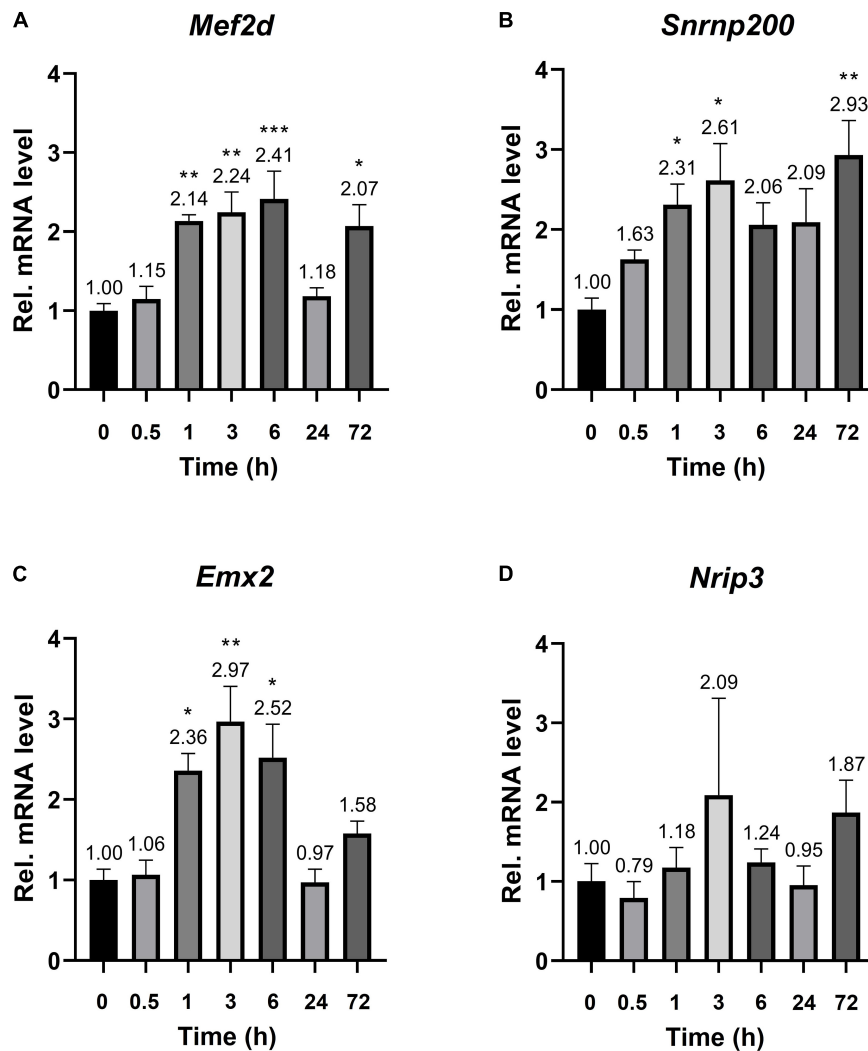 A
Mef2d
Rel. mRNA level
4
3
2
1
0
1.00
1.15
**
2.14
**
2.24
***
2.41
1.18
*
2.07
0 0.5 1 3 6 24 72
Time (h)
B
Snrnp200
Rel. mRNA level
4
3
2
1
0
1.00
1.63
*
2.31
*
2.61
2.06
2.09
**
2.93
0 0.5 1 3 6 24 72
Time (h)
C
Emx2
Rel. mRNA level
4
3
2
1
0
1.00
1.06
*
2.36
**
2.97
*
2.52
0.97
1.58
0 0.5 1 3 6 24 72
Time (h)
D
Nrip3
Rel. mRNA level
4
3
2
1
0
1.00
0.79
1.18
2.09
1.24
0.95
1.87
0 0.5 1 3 6 24 72
Time (h)